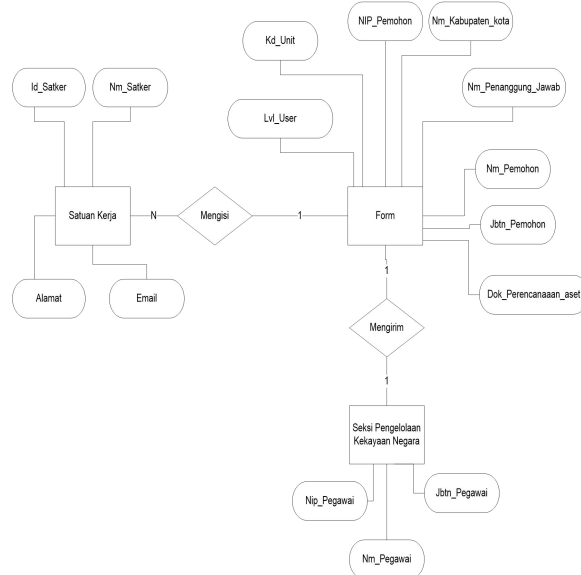 NIP_Pemohon
Nm_Kabupaten_kota
Kd_Unit
Id_Satker
Nm_Satker
Nm_Penanggung_Jawab
Lvl_User
Nm_Pemohon
Satuan Kerja
N
Mengisi
1
Form
Jbtn_Pemohon
Alamat
Email
1
Dok_Perencanaaan_aset
Mengirim
1
Seksi Pengelolaan
Kekayaan Negara
Nip_Pegawai
Jbtn_Pegawai
Nm_Pegawai